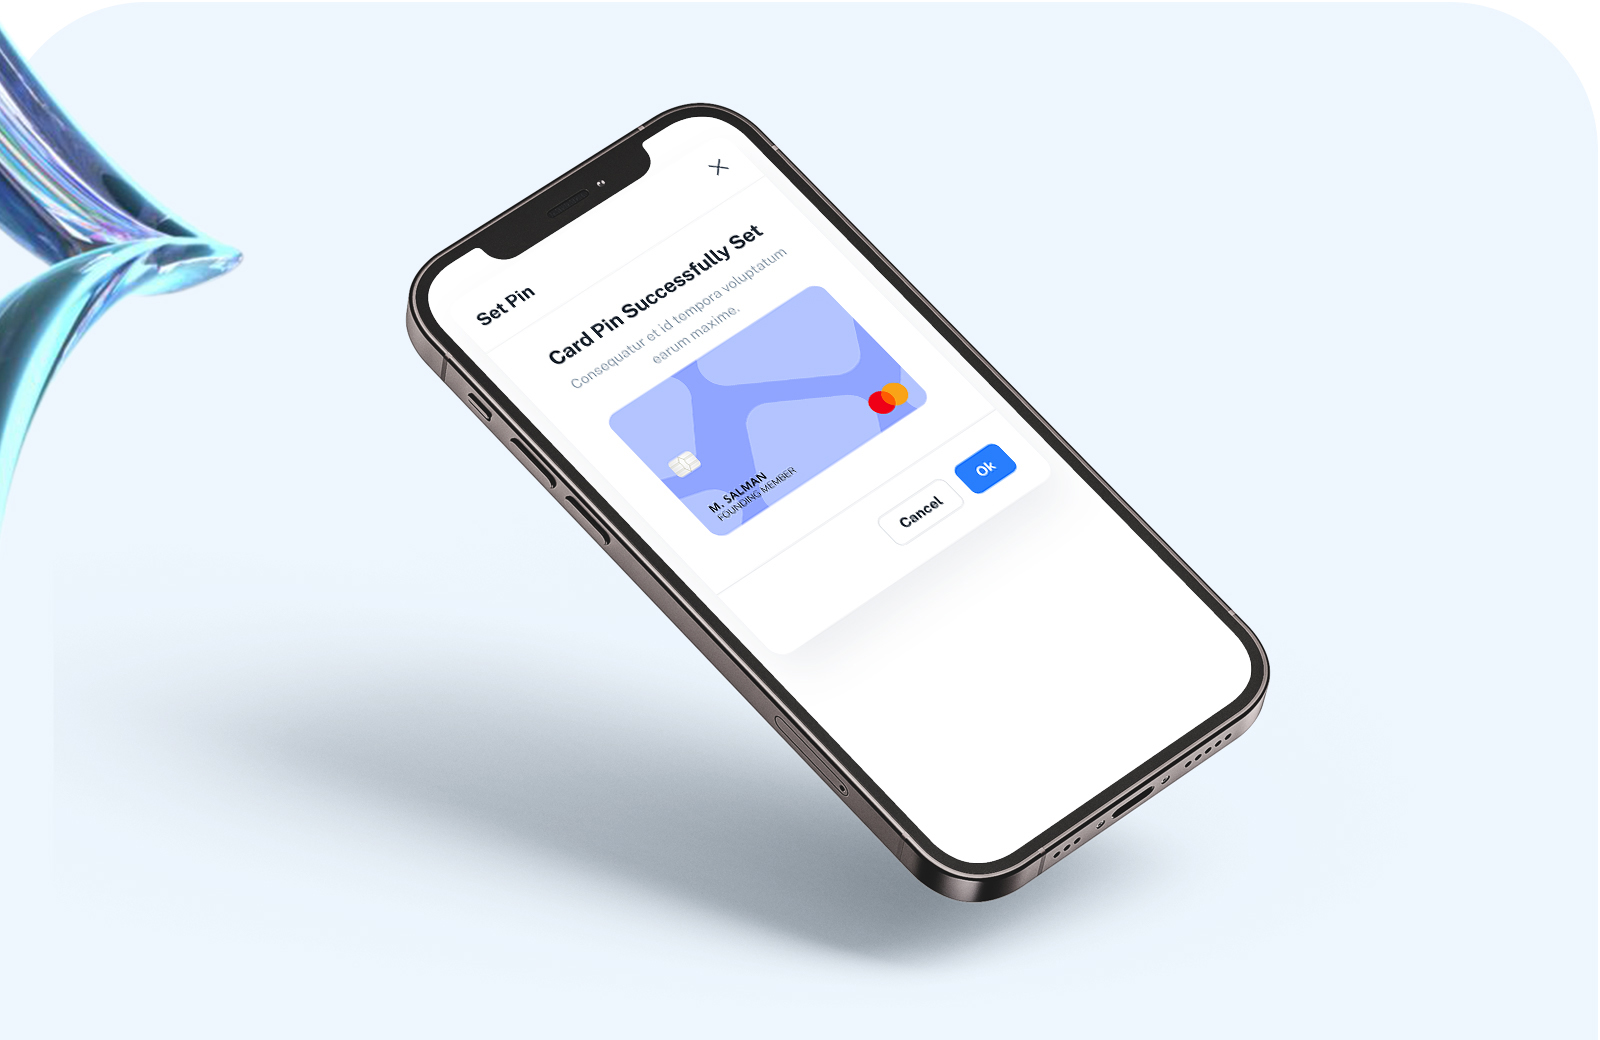 Set Pin
Card Pin Successfully Set
Consequatur et id tempora voluptatum
earum maxime.
M. SALMAN
FOUNDING MEMBER
Cancel
Ok